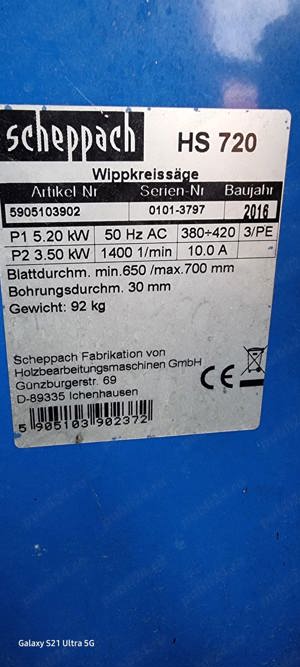 scheppach HS 720
Wippkreissäge
Artikel Nr Serien-Nr Baujahr
5905103902 0101-3797 2016
P1 5.20 kW 50 Hz AC 380÷420 3/PE
P2 3.50 kW 1400 1/min 10.0 A
Blattdurchm. min.650 /max.700 mm
Bohrungsdurchm. 30 mm
Gewicht: 92 kg
Scheppach Fabrikation von
Holzbearbeitungsmaschinen GmbH
Günzburgerstr. 69
D-89335 Ichenhausen
CE
5 905103 902372
Galaxy S21 Ultra 5G